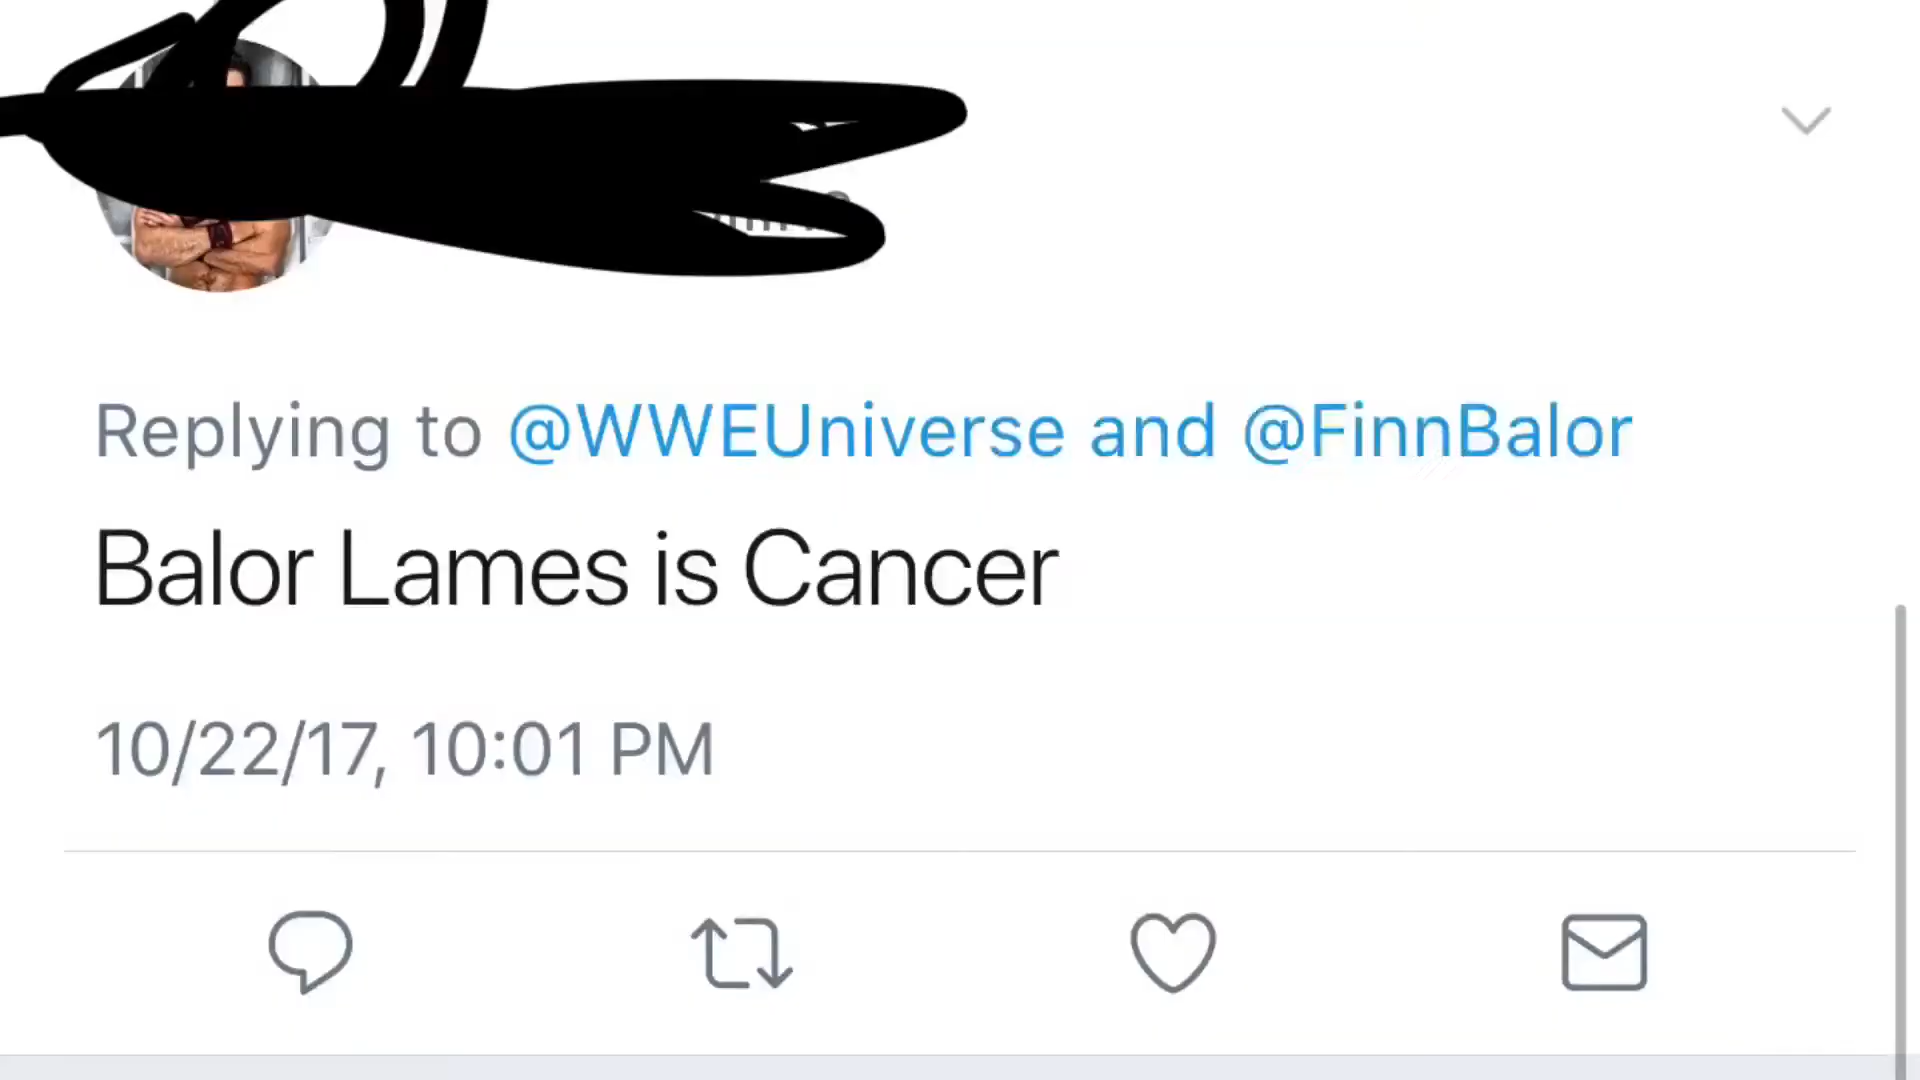 Replying to @WWEUniverse and @FinnBalor
Balor Lames is Cancer
10/22/17, 10:01 PM